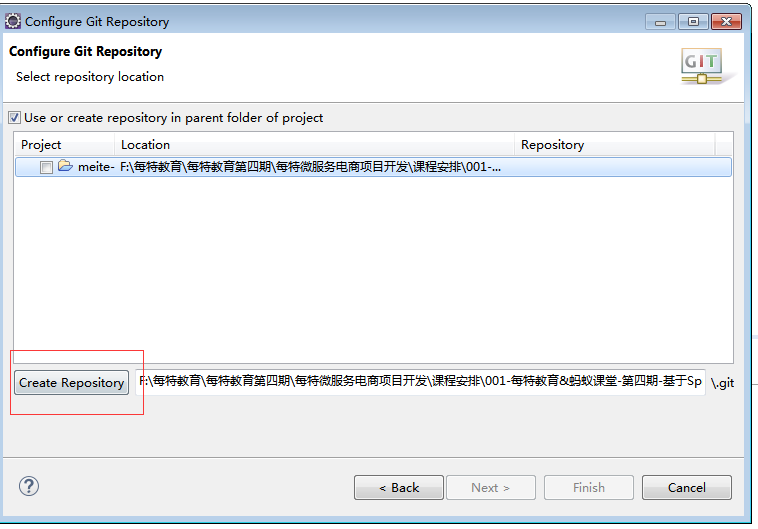 Configure Git Repository
Configure Git Repository
Select repository location
GIT
Use or create repository in parent folder of project
Project Location Repository
meite- F:\每特教育\每特教育第四期\每特微服务电商项目开发\课程安排\001-...
Create Repository F:\每特教育\每特教育第四期\每特微服务电商项目开发\课程安排\001-每特教育&蚂蚁课堂-第四期-基于Sp \.git
? < Back Next > Finish Cancel